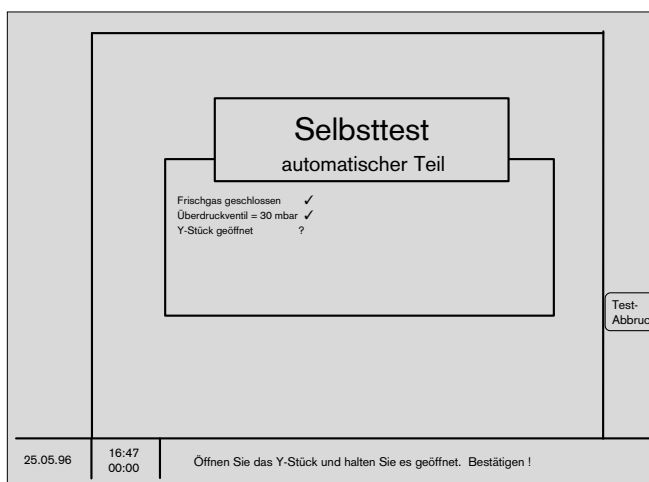 Selbsttest
automatischer Teil
Frischgas geschlossen ✓
Überdruckventil = 30 mbar ✓
Y-Stück geöffnet ?
Test-
Abbruc
25.05.96
16:47
00:00
Öffnen Sie das Y-Stück und halten Sie es geöffnet. Bestätigen !